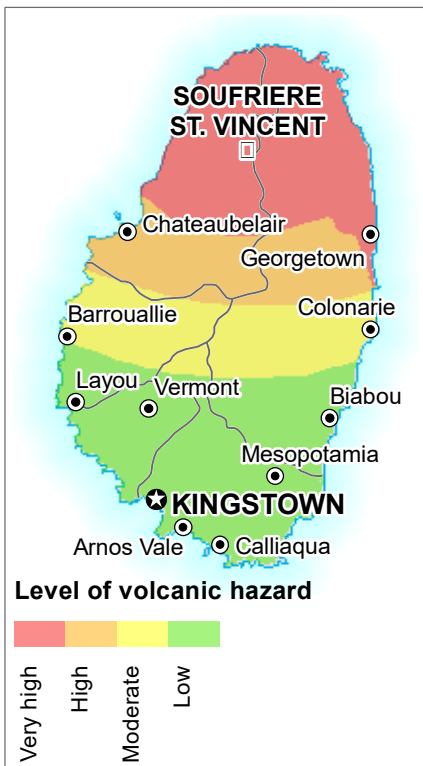 SOUFRIERE
ST. VINCENT
Chateaubelair
Georgetown
Colonarie
Barrouallie
Layou
Vermont
Biabou
Mesopotamia
KINGSTOWN
Arnos Vale
Calliaqua
Level of volcanic hazard
Very high
High
Moderate
Low